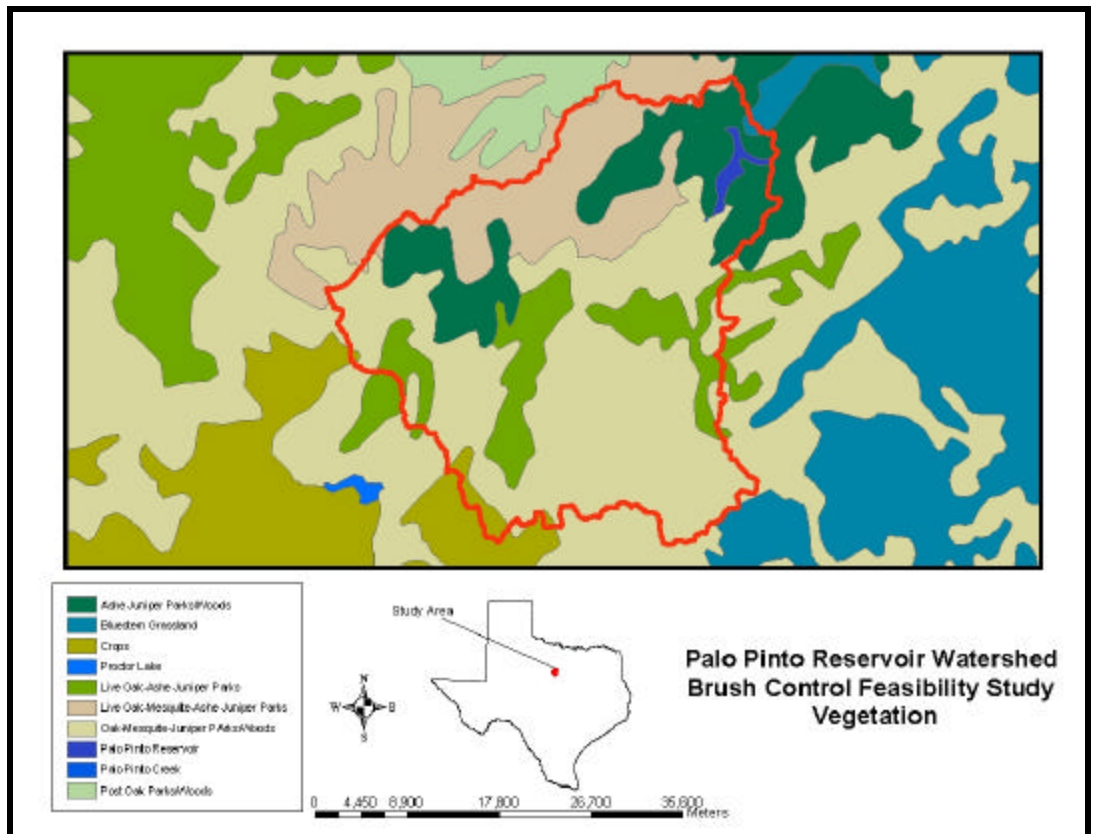 Ashe Juniper Parks/Woods
Bluestem Grassland
Crops
Proctor Lake
Live Oak-Ashe-Juniper Parks
Live Oak-Mesquite-Ashe-Juniper Parks
Oak-Mesquite-Juniper PArks/Woods
Palo Pinto Reservoir
Palo Pinto Creek
Post Oak Parks/Woods
Study Area
N
W
E
S
0 4,450 8,900 17,800 26,700 35,600
Meters
Palo Pinto Reservoir Watershed
Brush Control Feasibility Study
Vegetation